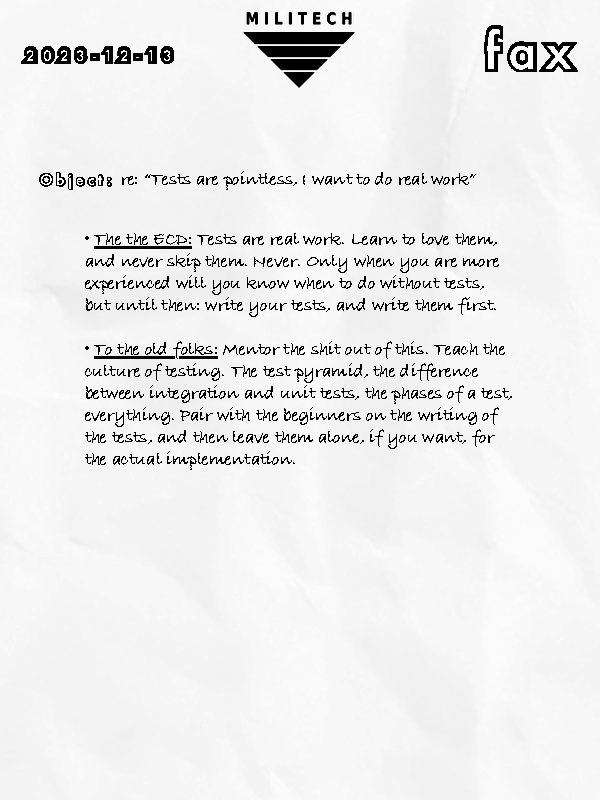 MILITECH
2023-12-13
fax
Object: re: "Tests are pointless, I want to do real work"
• The the ECD: Tests are real work. Learn to love them,
and never skip them. Never. Only when you are more
experienced will you know when to do without tests,
but until then: write your tests, and write them first.
• To the old folks: Mentor the shit out of this. Teach the
culture of testing. The test pyramid, the difference
between integration and unit tests, the phases of a test,
everything. Pair with the beginners on the writing of
the tests, and then leave them alone, if you want, for
the actual implementation.